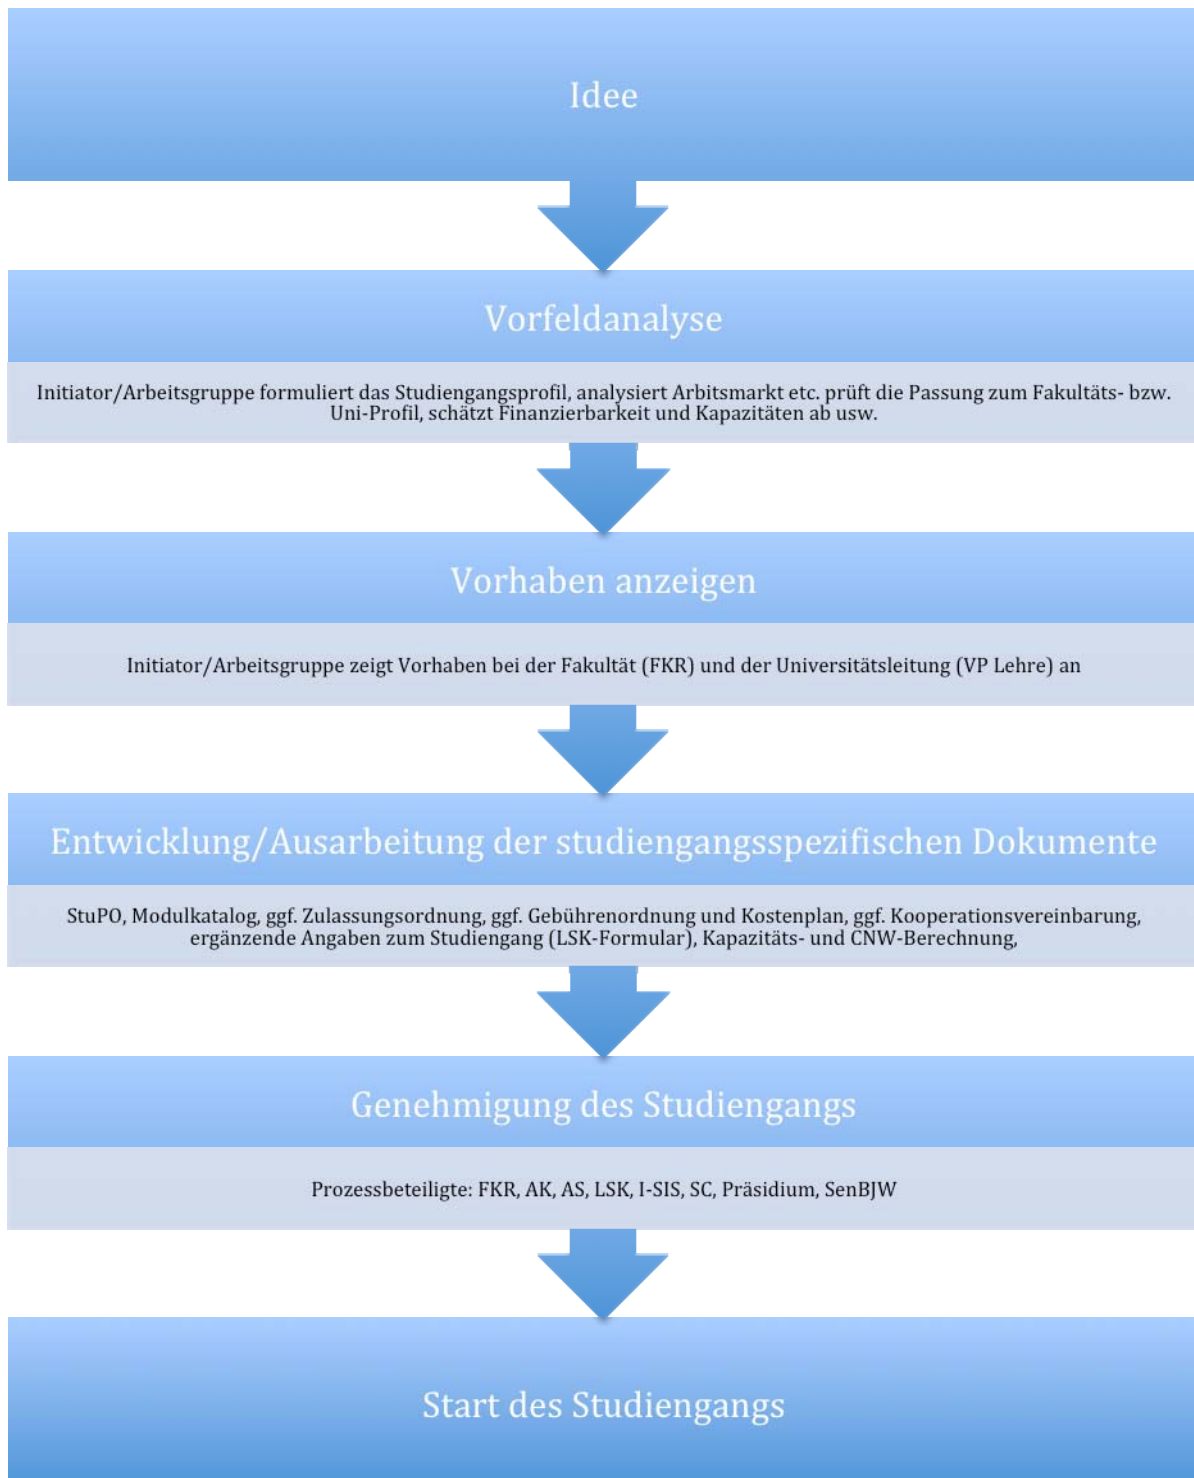 Idee
Vorfeldanalyse
Initiator/Arbeitsgruppe formuliert das Studiengangsprofil, analysiert Arbitsmarkt etc. prüft die Passung zum Fakultäts- bzw.
Uni-Profil, schätzt Finanzierbarkeit und Kapazitäten ab usw.
Vorhaben anzeigen
Initiator/Arbeitsgruppe zeigt Vorhaben bei der Fakultät (FKR) und der Universitätsleitung (VP Lehre) an
Entwicklung/Ausarbeitung der studiengangsspezifischen Dokumente
StuPO, Modulkatalog, ggf. Zulassungsordnung, ggf. Gebührenordnung und Kostenplan, ggf. Kooperationsvereinbarung,
ergänzende Angaben zum Studiengang (LSK-Formular), Kapazitäts- und CNW-Berechnung,
Genehmigung des Studiengangs
Prozessbeteiligte: FKR, AK, AS, LSK, I-SIS, SC, Präsidium, SenBJW
Start des Studiengangs